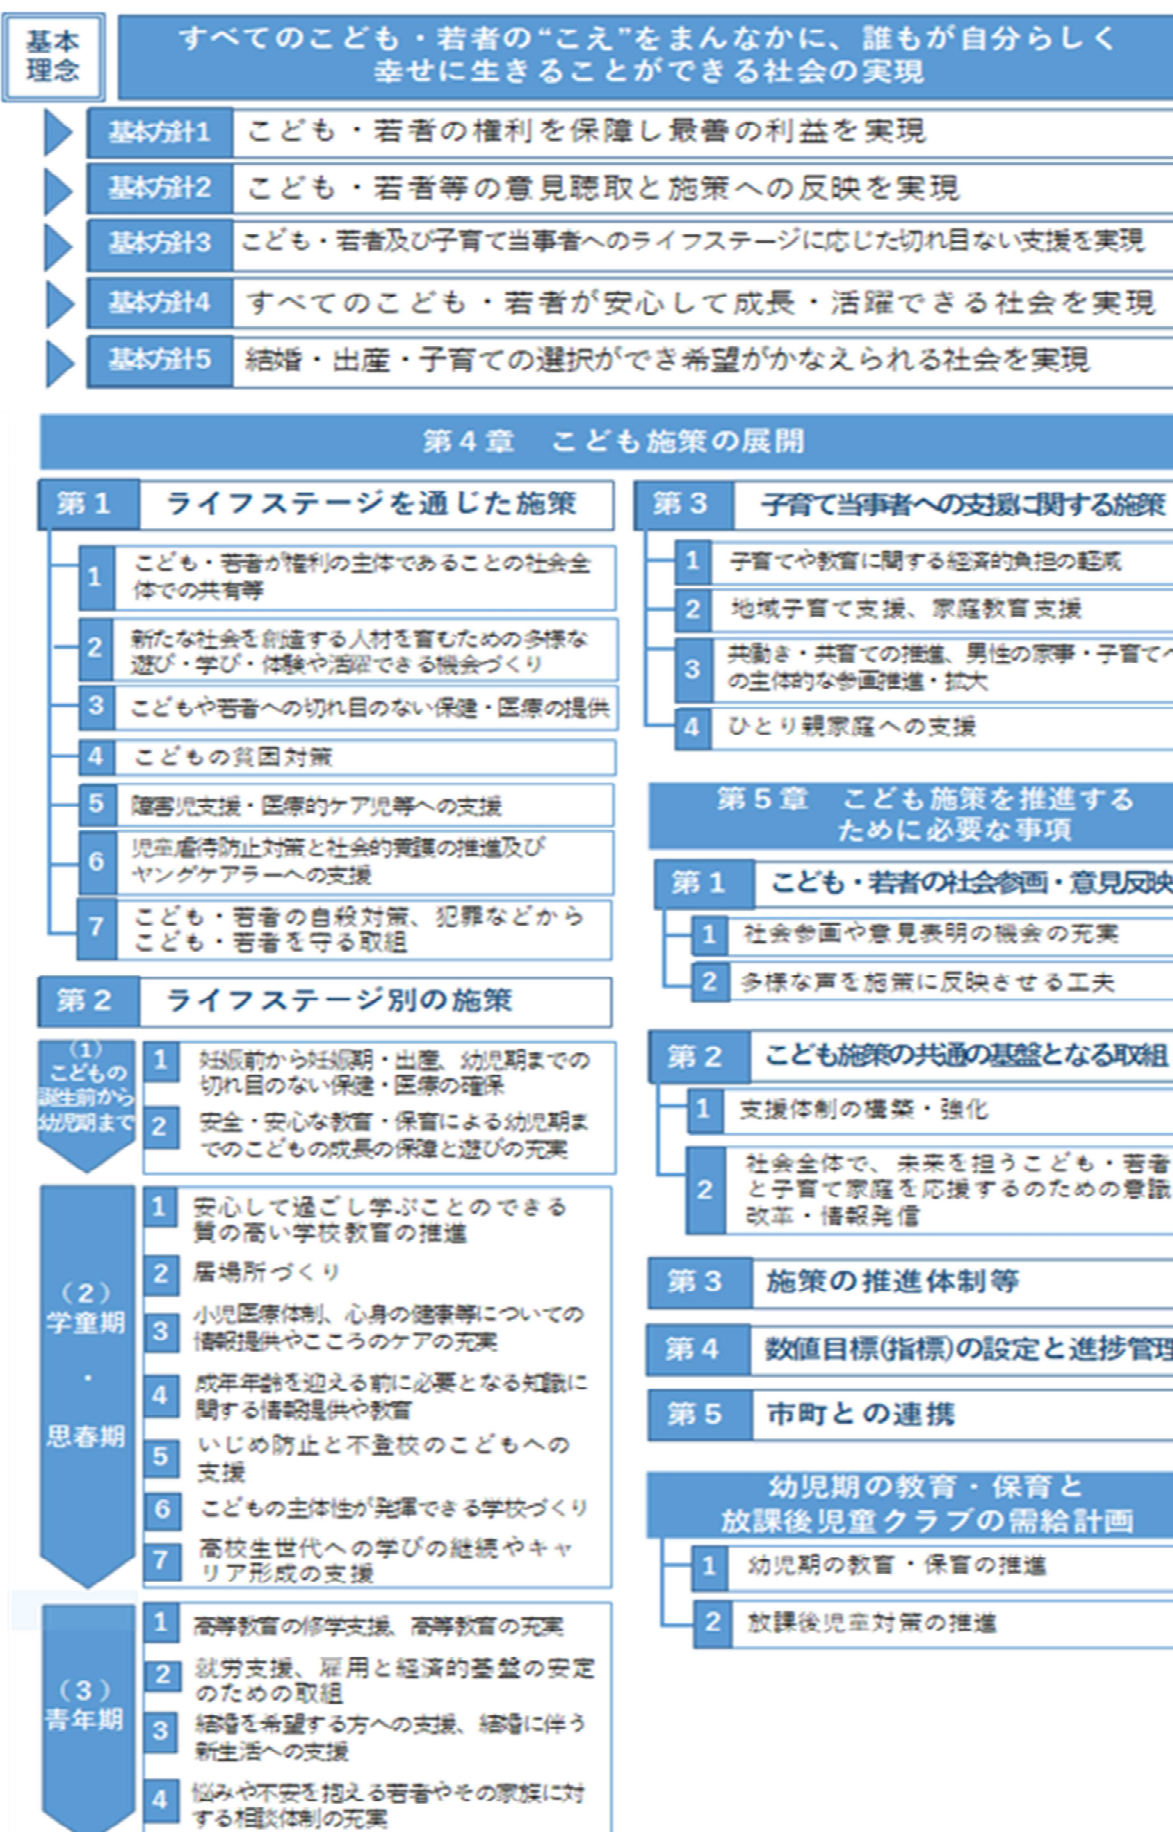 基本
理念
すべてのこども・若者の“こえ”をまんなかに、誰もが自分らしく
幸せに生きることができる社会の実現
基本方針1 こども・若者の権利を保障し最善の利益を実現
基本方針2 こども・若者等の意見聴取と施策への反映を実現
基本方針3 こども・若者及び子育て当事者へのライフステージに応じた切れ目ない支援を実現
基本方針4 すべてのこども・若者が安心して成長・活躍できる社会を実現
基本方針5 結婚・出産・子育ての選択ができ希望がかなえられる社会を実現
第4章 こども施策の展開
第1 ライフステージを通じた施策
1 こども・若者が権利の主体であることの社会全
体での共有等
2 新たな社会を創造する人材を育むための多様な
遊び・学び・体験や活躍できる機会づくり
3 こどもや若者への切れ目のない保健・医療の提供
4 こどもの貧困対策
5 障害児支援・医療的ケア児等への支援
6 児童虐待防止対策と社会的養護の推進及び
ヤングケアラーへの支援
7 こども・若者の自殺対策、犯罪などから
こども・若者を守る取組
第2 ライフステージ別の施策
(1)
こどもの
誕生前から
幼児期まで
1 妊娠前から妊娠期・出産、幼児期までの
切れ目のない保健・医療の確保
2 安全・安心な教育・保育による幼児期ま
でのこどもの成長の保障と遊びの充実
(2)
学童期
・
思春期
1 安心して過ごし学ぶことのできる
質の高い学校教育の推進
2 居場所づくり
3 小児医療体制、心身の健康等についての
情報提供やこころのケアの充実
4 成年年齢を迎える前に必要となる知識に
関する情報提供や教育
5 いじめ防止と不登校のこどもへの
支援
6 こどもの主体性が発揮できる学校づくり
7 高校生世代への学びの継続やキャ
リア形成の支援
(3)
青年期
1 高等教育の修学支援、高等教育の充実
2 就労支援、雇用と経済的基盤の安定
のための取組
3 結婚を希望する方への支援、結婚に伴う
新生活への支援
4 悩みや不安を抱える若者やその家族に対
する相談体制の充実
第3 子育て当事者への支援に関する施策
1 子育てや教育に関する経済的負担の軽減
2 地域子育て支援、家庭教育支援
3 共働き・共育ての推進、男性の家事・子育てへ
の主体的な参画推進・拡大
4 ひとり親家庭への支援
第5章 こども施策を推進する
ために必要な事項
第1 こども・若者の社会参画・意見反映
1 社会参画や意見表明の機会の充実
2 多様な声を施策に反映させる工夫
第2 こども施策の共通の基盤となる取組
1 支援体制の構築・強化
2 社会全体で、未来を担うこども・若者
と子育て家庭を応援するのための意識
改革・情報発信
第3 施策の推進体制等
第4 数値目標(指標)の設定と進捗管理
第5 市町との連携
幼児期の教育・保育と
放課後児童クラブの需給計画
1 幼児期の教育・保育の推進
2 放課後児童対策の推進